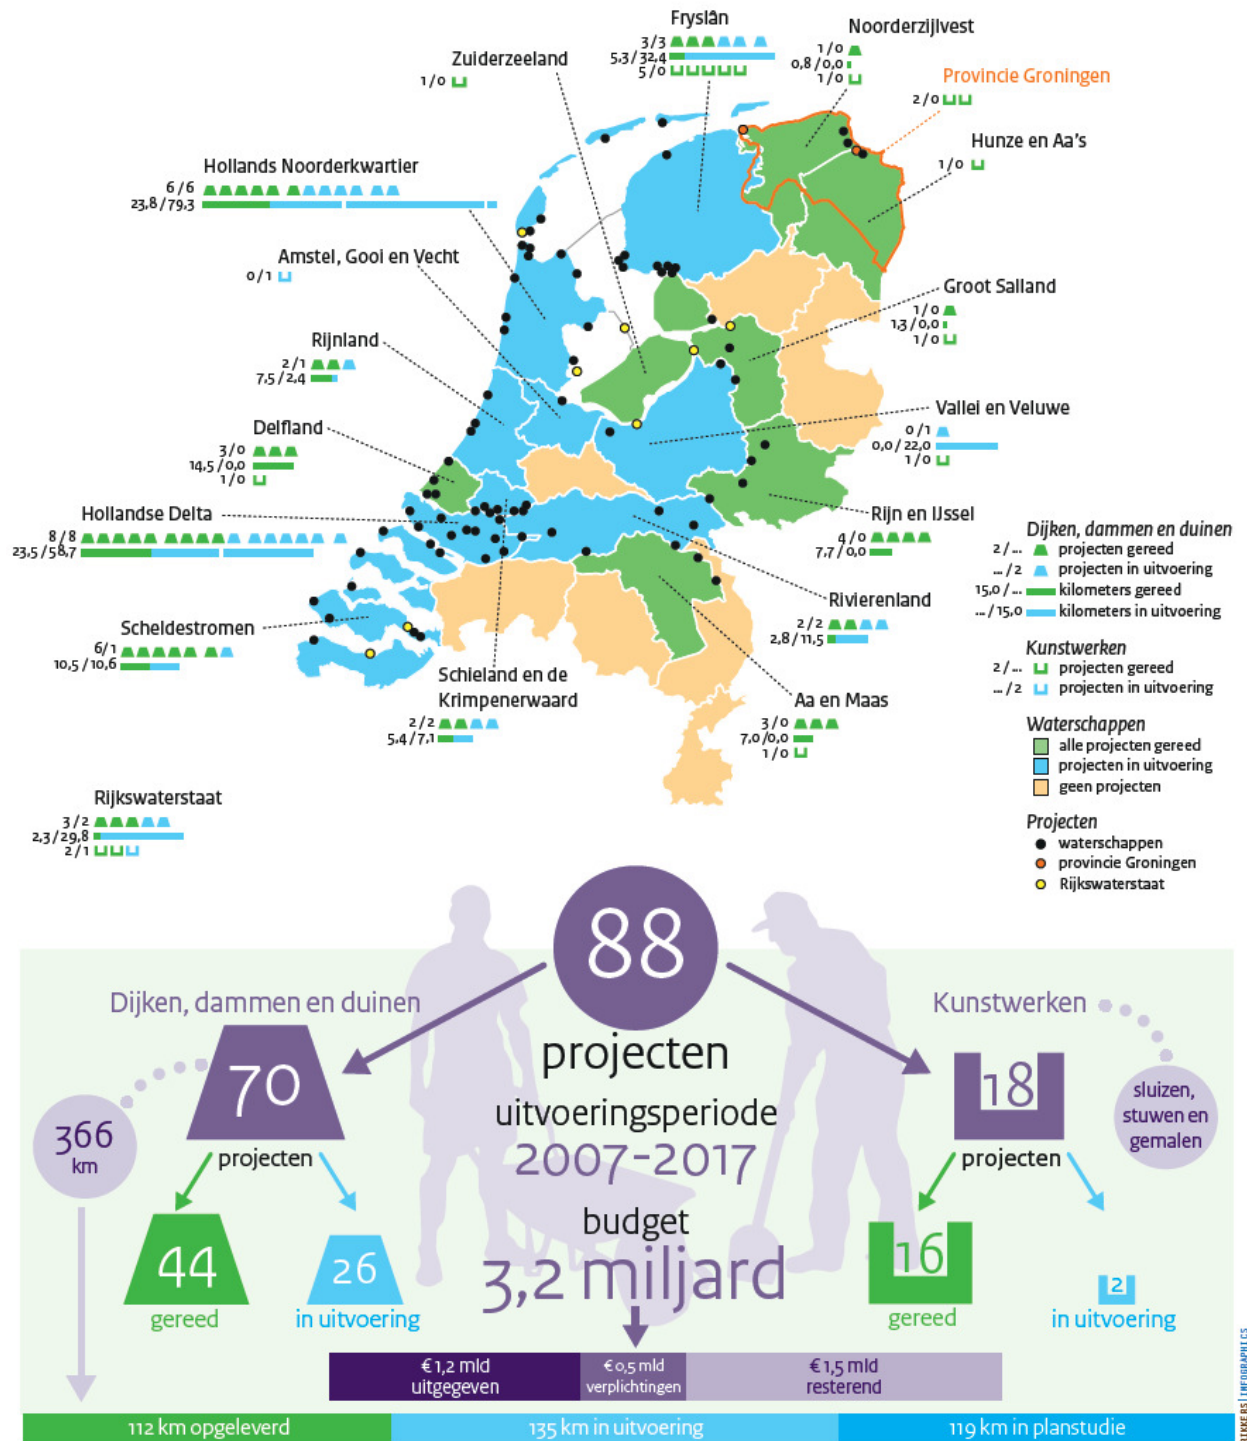 Fryslân
3/3
5,3/32,4
5/0
Noorderzijlvest
1/0
0,8/0,0
1/0
Zuiderzeeland
1/0
Provincie Groningen
2/0
Hunze en Aa's
1/0
Hollands Noorderkwartier
6/6
23,8/79,3
Amstel, Gooi en Vecht
0/1
Groot Salland
1/0
1,3/0,0
1/0
Rijnland
2/1
7,5/2,4
Vallei en Veluwe
0/1
0,0/22,0
1/0
Delfland
3/0
14,5/0,0
1/0
Hollandse Delta
8/8
23,5/58,7
Rijn en IJssel
4/0
7,7/0,0
Scheldestromen
6/1
10,5/10,6
Rivierenland
2/2
2,8/11,5
Schieland en de
Krimpenerwaard
2/2
5,4/7,1
Aa en Maas
3/0
7,0/0,0
1/0
Rijkswaterstaat
3/2
2,3/29,8
2/1
Dijken, dammen en duinen
2/... projecten gereed
.../2 projecten in uitvoering
15,0/... kilometers gereed
.../15,0 kilometers in uitvoering
Kunstwerken
2/... projecten gereed
.../2 projecten in uitvoering
Waterschappen
alle projecten gereed
projecten in uitvoering
geen projecten
Projecten
waterschappen
provincie Groningen
Rijkswaterstaat
88
projecten
uitvoeringsperiode
2007-2017
budget
3,2 miljard
Dijken, dammen en duinen
70
projecten
366
km
44
gereed
26
in uitvoering
Kunstwerken
18
projecten
sluizen,
stuwen en
gemalen
16
gereed
2
in uitvoering
€ 1,2 mld
uitgegeven
€ 0,5 mld
verplichtingen
€ 1,5 mld
resterend
112 km opgeleverd
135 km in uitvoering
119 km in planstudie
IKKERS | INFOGRAPHICS